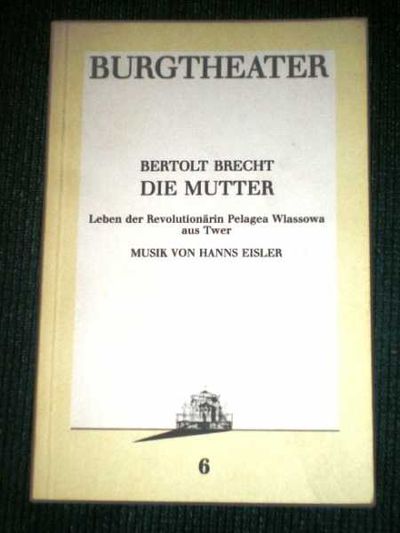 BURGTHEATER
BERTOLT BRECHT
DIE MUTTER
Leben der Revolutionärin Pelagea Wlassowa
aus Twer
MUSIK VON HANNS EISLER
6